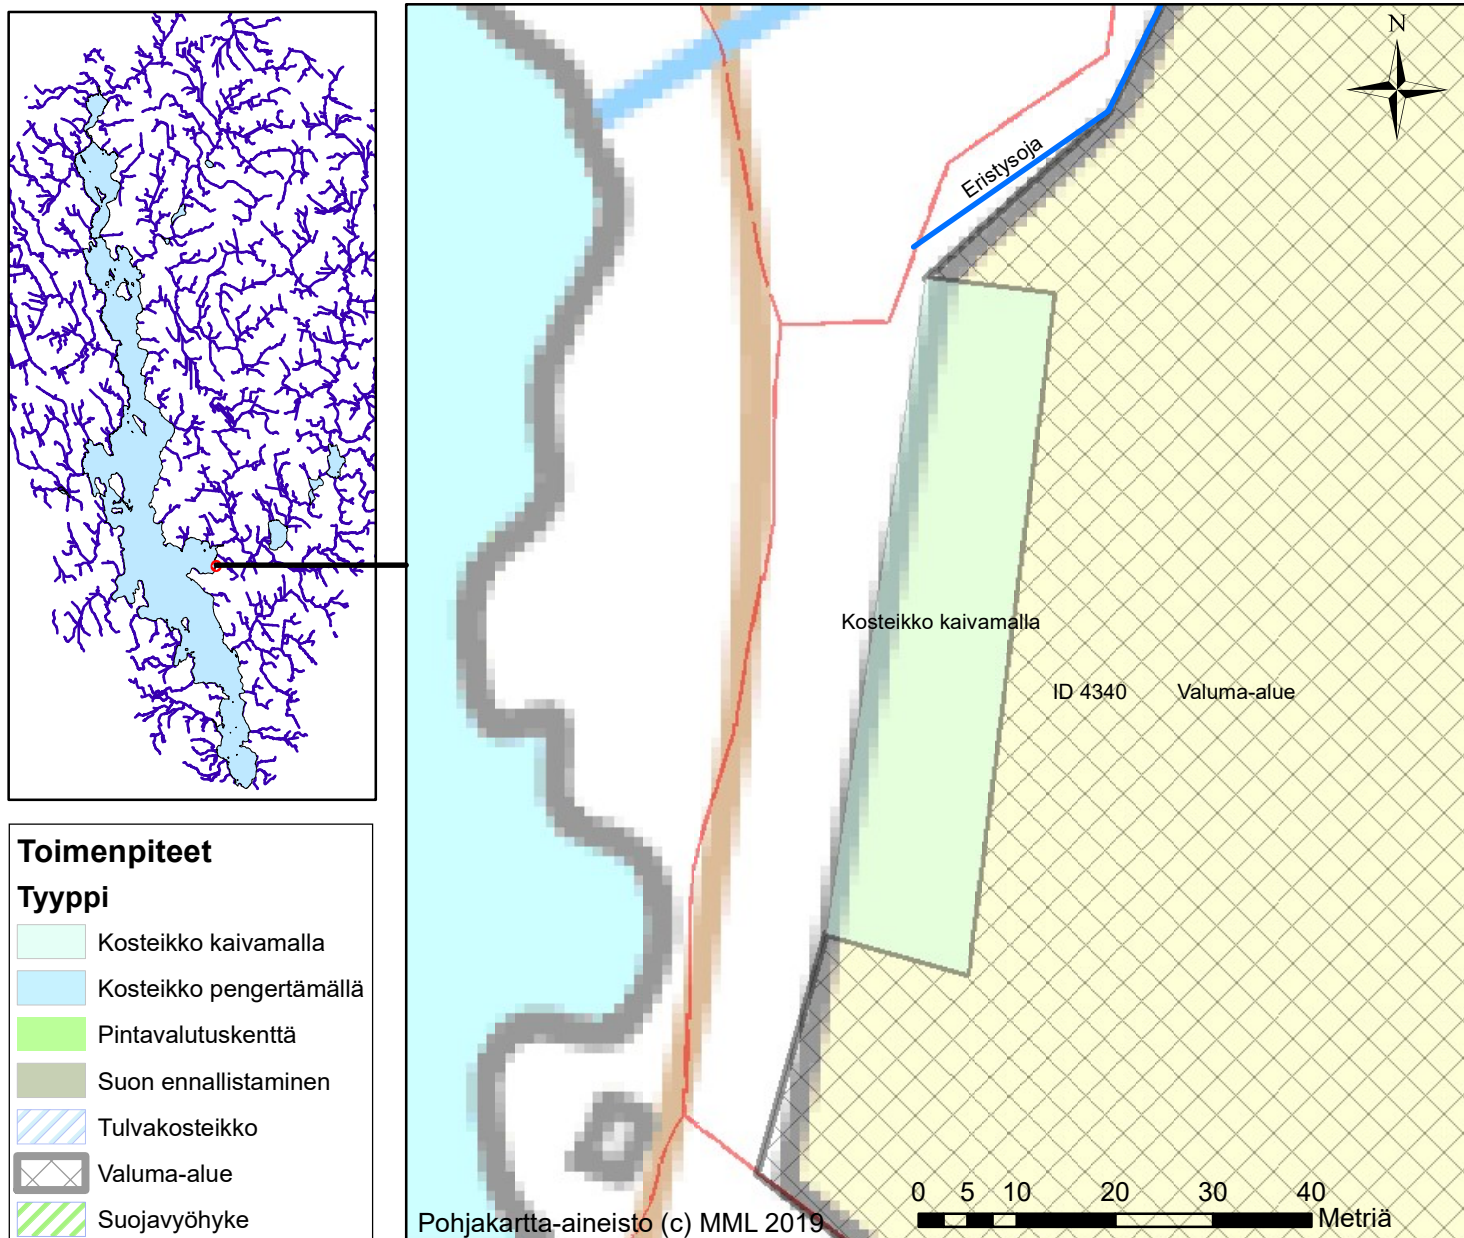 N
Eristysoja
Kosteikko kaivamalla
ID 4340 Valuma-alue
Toimenpiteet
Tyyppi
Kosteikko kaivamalla
Kosteikko pengertämällä
Pintavalutuskenttä
Suon ennallistaminen
Tulvakosteikko
Valuma-alue
Suojavyöhyke
0 5 10 20 30 40
Metriä
Pohjakartta-aineisto (c) MML 2019